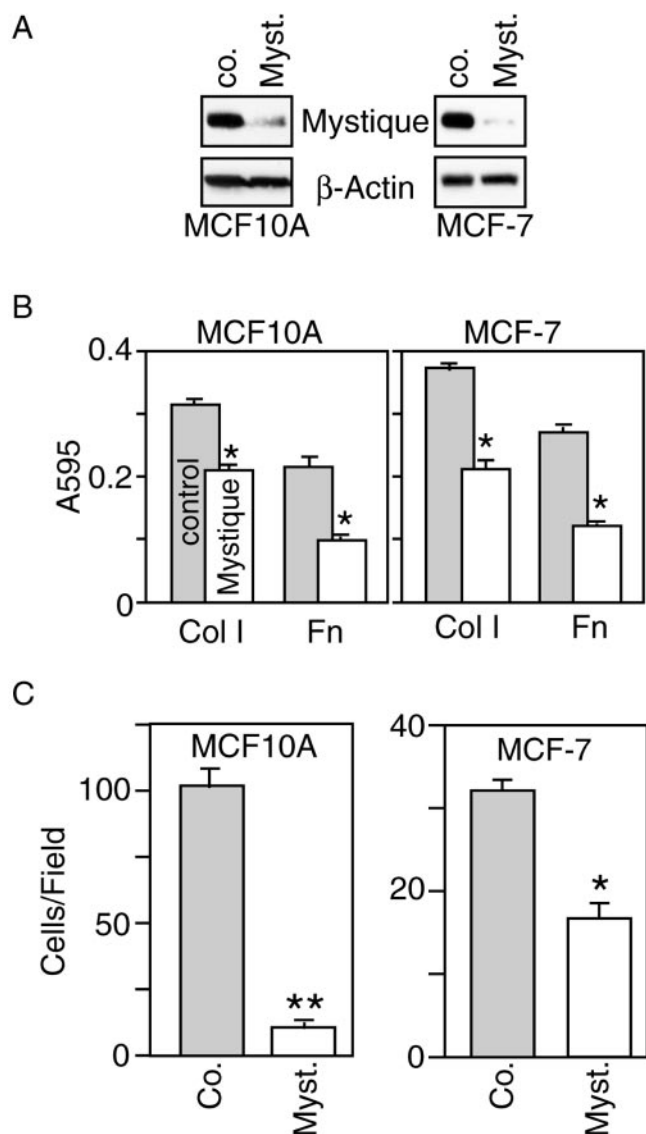 A
co. Myst. co. Myst.
Mystique
β-Actin
MCF10A MCF-7
B
MCF10A MCF-7
0.4
0.2
0
A595
control
Mystique
*
*
*
*
Col I Fn Col I Fn
C
MCF10A MCF-7
100
50
0
Cells/Field
40
20
0
**
*
Co. Myst. Co. Myst.